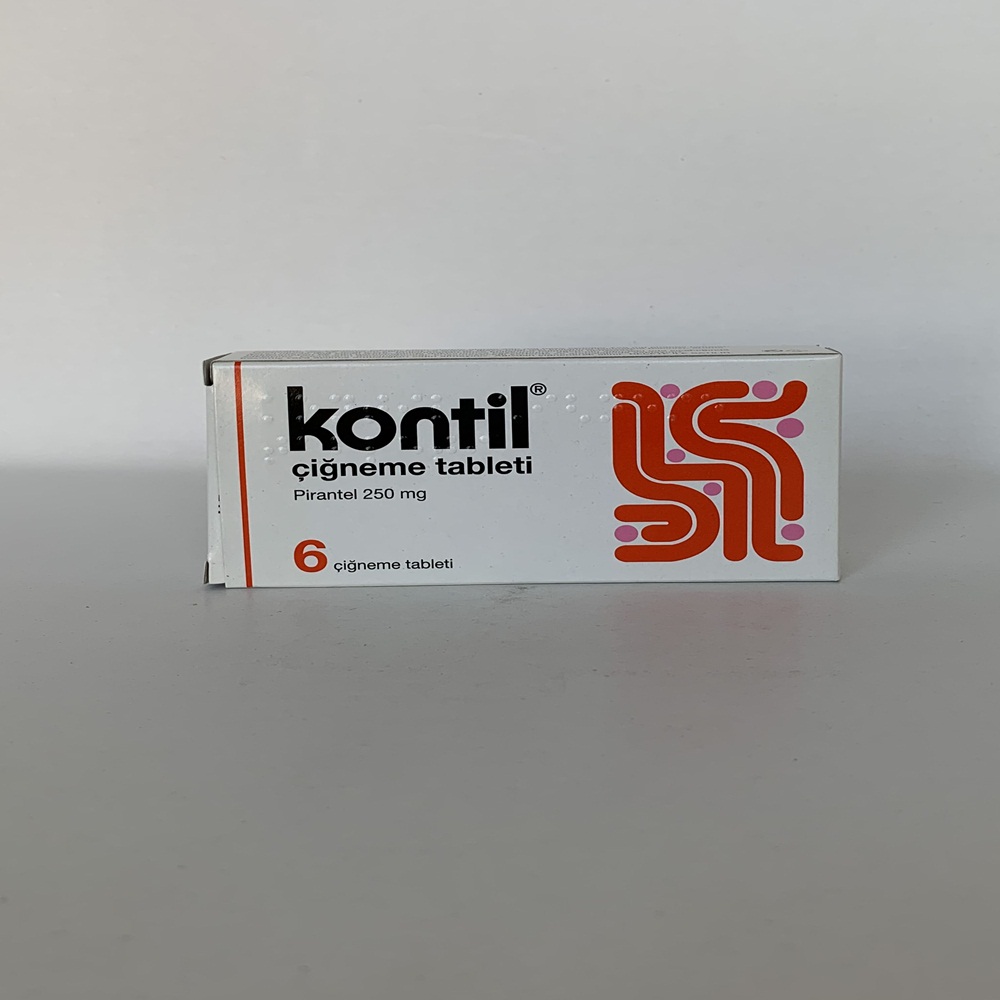 kontil®
çiğneme tableti
Pirantel 250 mg
6 çiğneme tableti